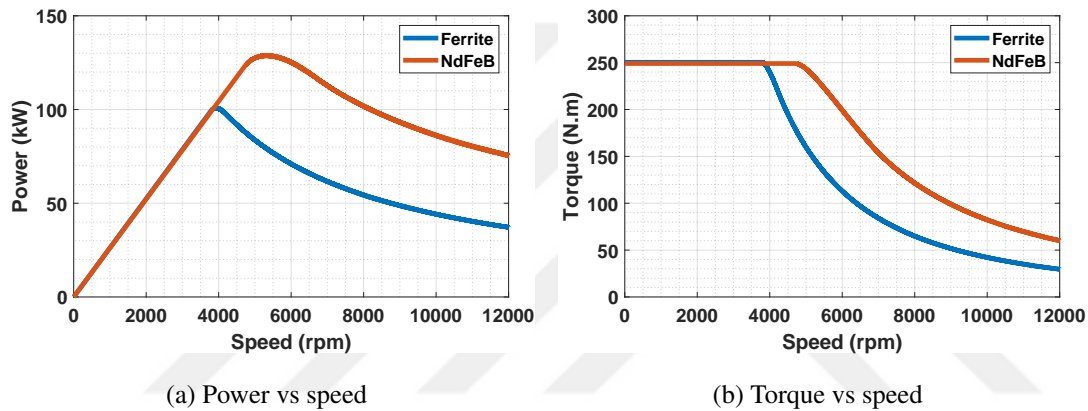 150
100
50
0
Power (kW)
Ferrite
NdFeB
0 2000 4000 6000 8000 10000 12000
Speed (rpm)
(a) Power vs speed
300
250
200
150
100
50
0
Torque (N.m)
Ferrite
NdFeB
0 2000 4000 6000 8000 10000 12000
Speed (rpm)
(b) Torque vs speed